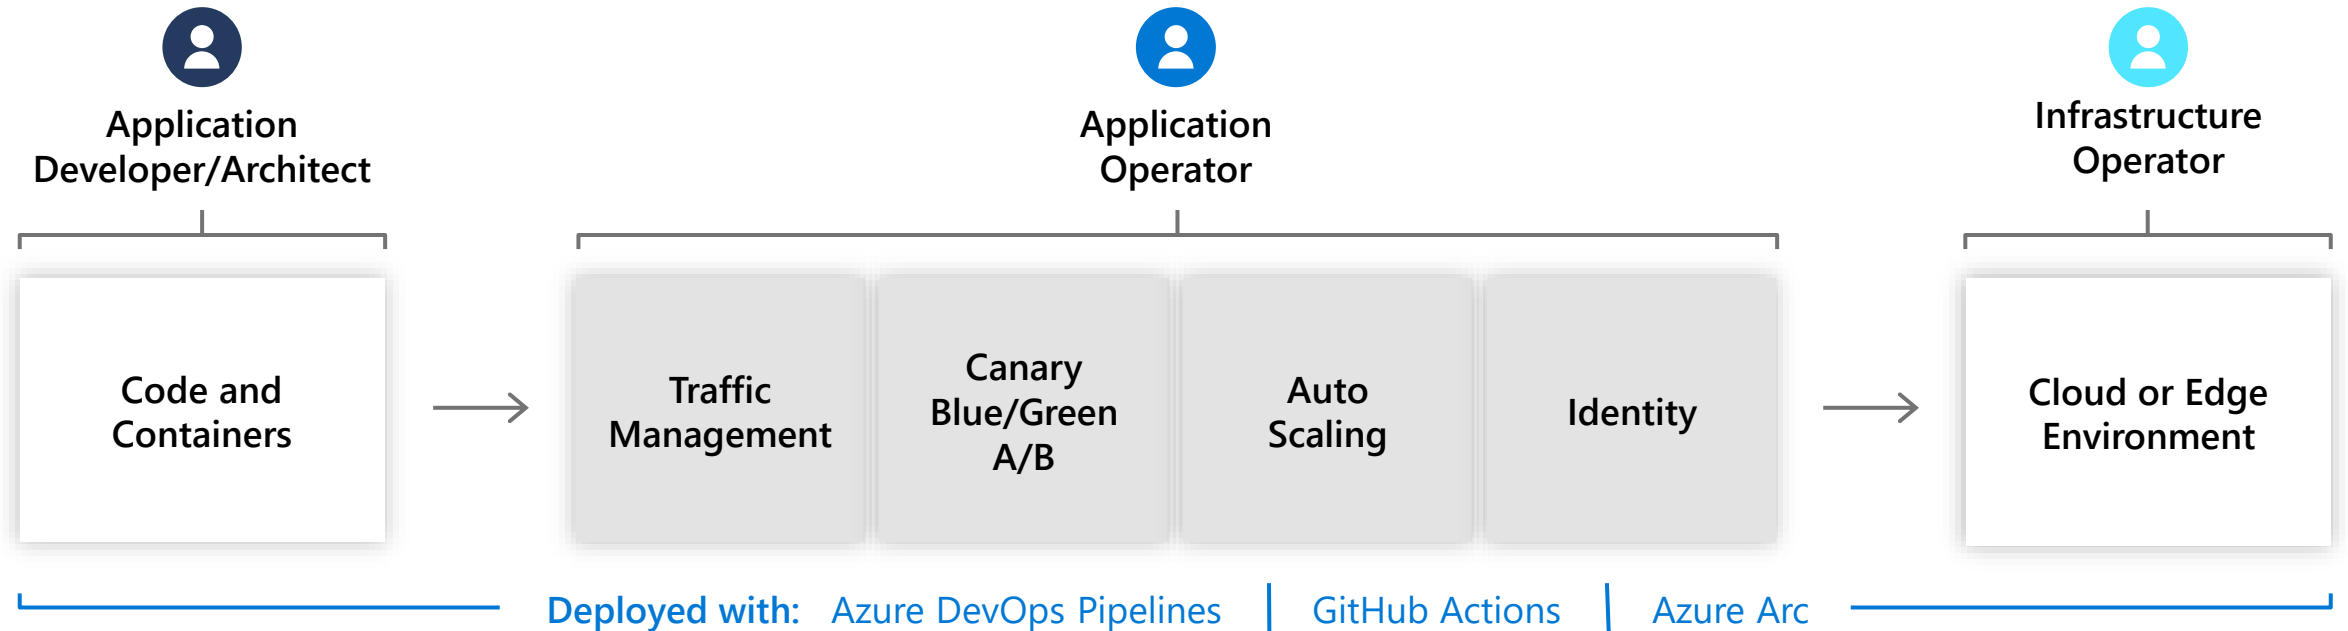 Application
Developer/Architect
Application
Operator
Infrastructure
Operator
Code and
Containers
Traffic
Management
Canary
Blue/Green
A/B
Auto
Scaling
Identity
Cloud or Edge
Environment
Deployed with: Azure DevOps Pipelines | GitHub Actions | Azure Arc